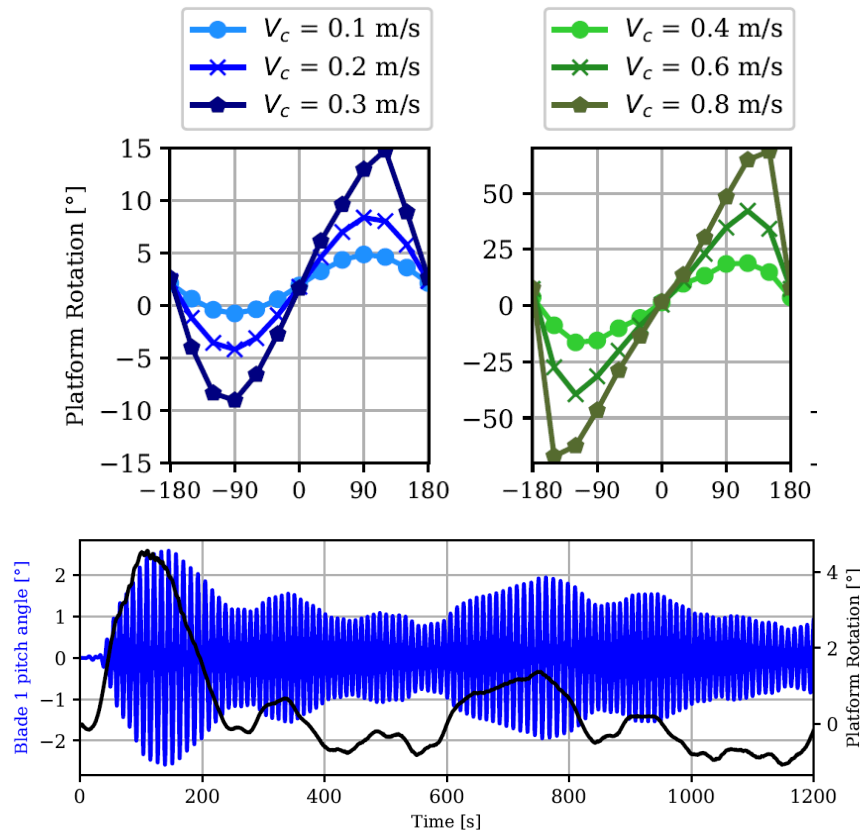 V_c = 0.1 m/s
V_c = 0.2 m/s
V_c = 0.3 m/s
V_c = 0.4 m/s
V_c = 0.6 m/s
V_c = 0.8 m/s
Platform Rotation [°]
15
10
5
0
−5
−10
−15
−180 −90 0 90 180
50
25
0
−25
−50
−180 −90 0 90 180
Blade 1 pitch angle [°]
2
1
0
−1
−2
4
2
0
Platform Rotation [°]
0 200 400 600 800 1000 1200
Time [s]